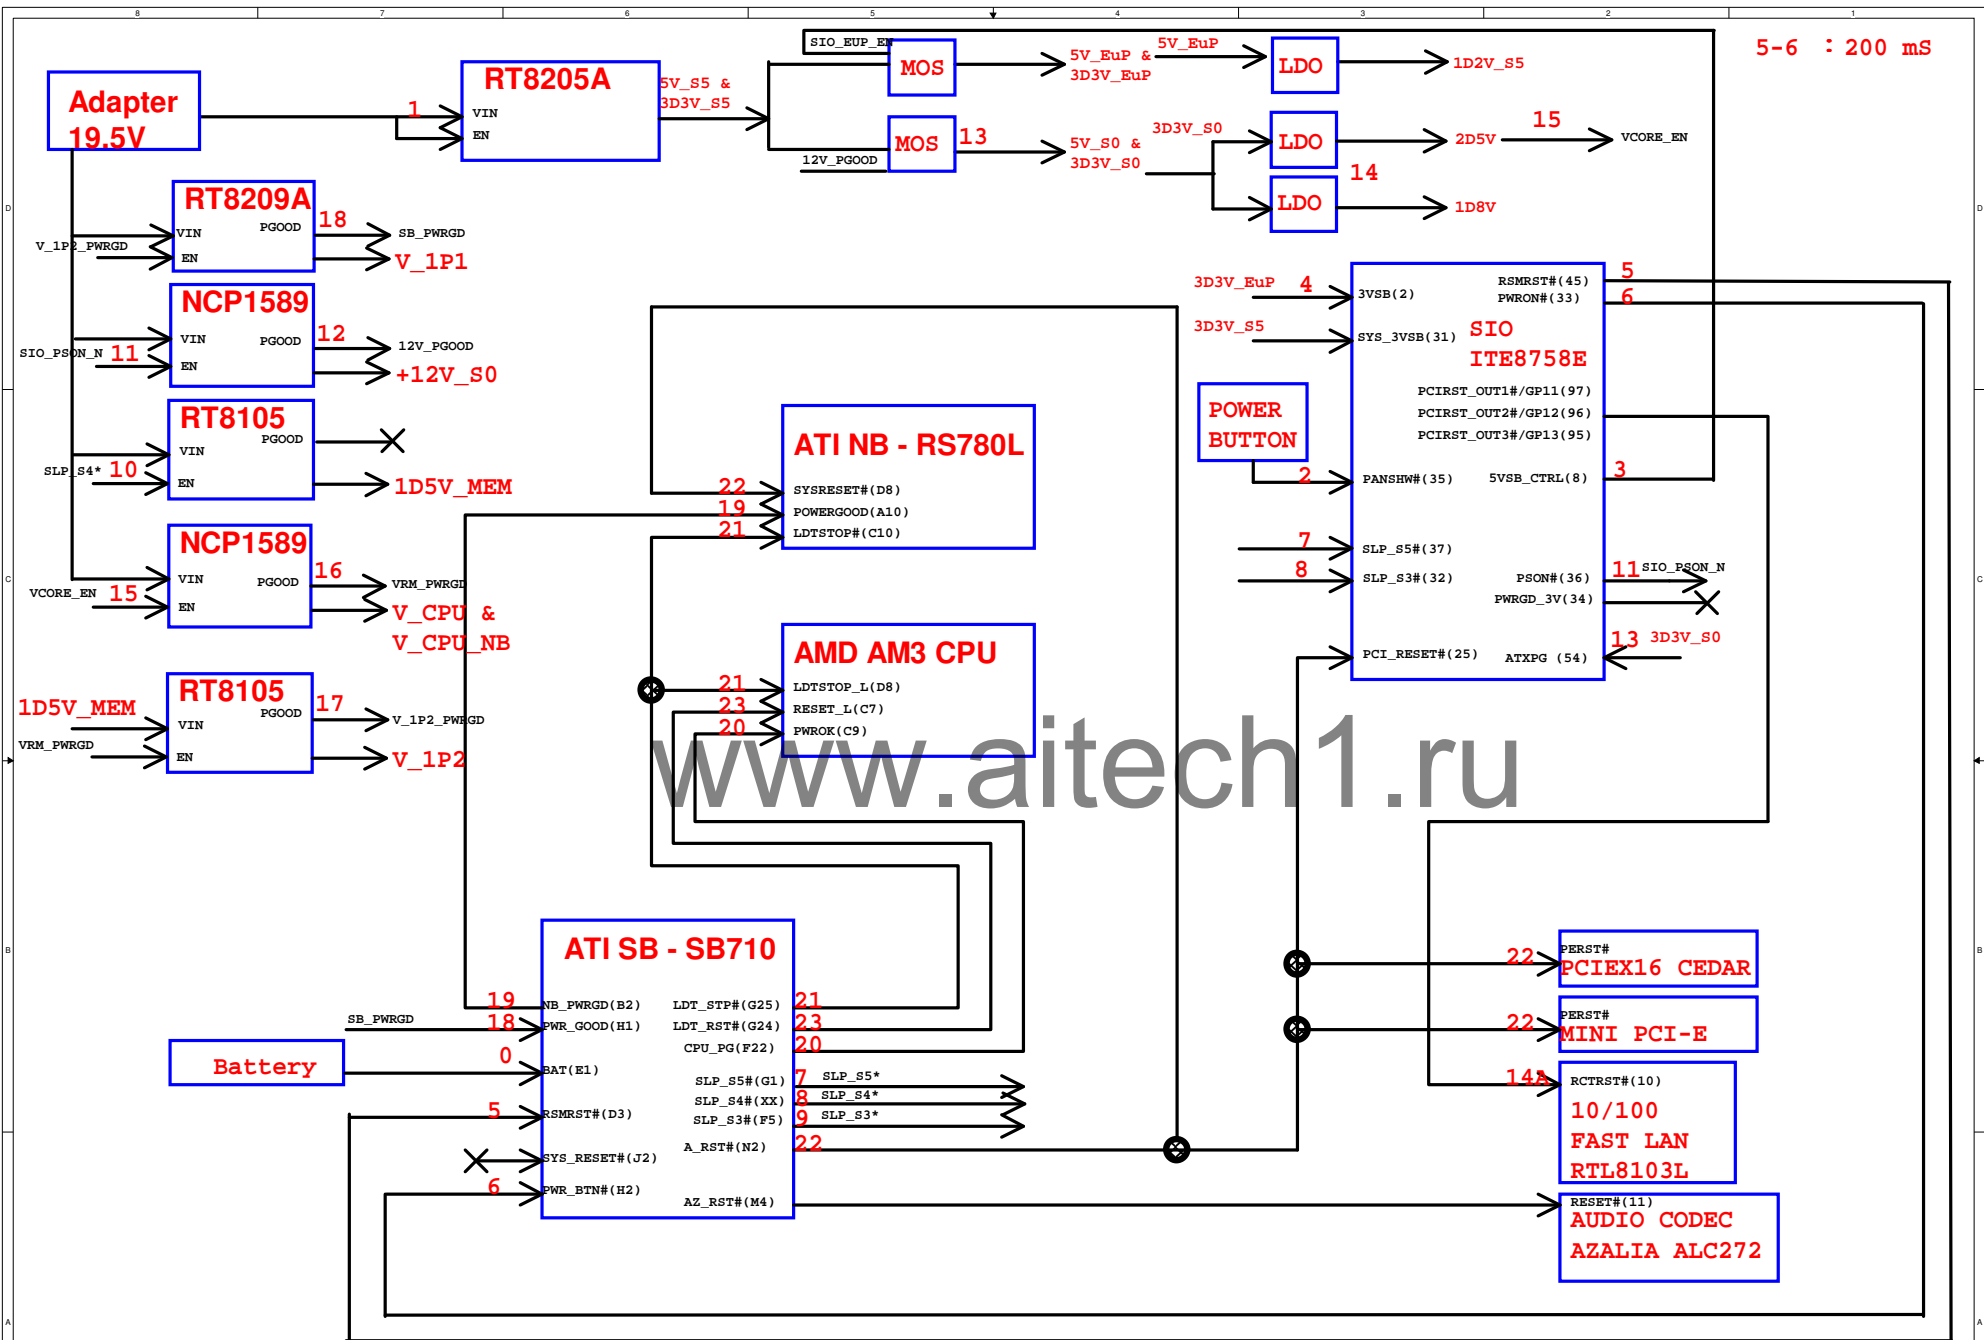 8 7 6 5 4 3 2 1
5-6 : 200 mS
Adapter
19.5V
1
RT8205A
VIN
EN
5V_S5 &
3D3V_S5
SIO_EUP_EN
MOS
5V_EuP &
3D3V_EuP
5V_EuP
LDO
1D2V_S5
12V_PGOOD
MOS
13
5V_S0 &
3D3V_S0
3D3V_S0
LDO
2D5V
15
VCORE_EN
14
LDO
1D8V
D
D
RT8209A
VIN
EN
PGOOD
18
SB_PWRGD
V_1P1
V_1P2_PWRGD
NCP1589
VIN
EN
PGOOD
12
12V_PGOOD
+12V_S0
SIO_PSON_N
11
RT8105
VIN
EN
PGOOD
1D5V_MEM
SLP_S4*
10
NCP1589
VIN
EN
PGOOD
16
VRM_PWRGD
V_CPU &
V_CPU_NB
VCORE_EN
15
C
C
RT8105
VIN
EN
PGOOD
17
V_1P2_PWRGD
V_1P2
1D5V_MEM
VRM_PWRGD
ATI NB - RS780L
22
SYSRESET#(D8)
19
POWERGOOD(A10)
21
LDTSTOP#(C10)
AMD AM3 CPU
21
LDTSTOP_L(D8)
23
RESET_L(C7)
20
PWROK(C9)
3D3V_EuP
4
3VSB(2)
3D3V_S5
SYS_3VSB(31)
SIO
ITE8758E
RSMRST#(45)
5
PWRON#(33)
6
PCIRST_OUT1#/GP11(97)
PCIRST_OUT2#/GP12(96)
PCIRST_OUT3#/GP13(95)
POWER
BUTTON
2
PANSHW#(35)
5VSB_CTRL(8)
3
7
SLP_S5#(37)
8
SLP_S3#(32)
PSON#(36)
11
SIO_PSON_N
PWRGD_3V(34)
PCI_RESET#(25)
ATXPG (54)
13
3D3V_S0
www.aitech1.ru
ATI SB - SB710
19
NB_PWRGD(B2)
SB_PWRGD
18
PWR_GOOD(H1)
Battery
0
BAT(E1)
5
RSMRST#(D3)
SYS_RESET#(J2)
6
PWR_BTN#(H2)
LDT_STP#(G25)
21
LDT_RST#(G24)
23
CPU_PG(F22)
20
SLP_S5#(G1)
7
SLP_S5*
SLP_S4#(XX)
8
SLP_S4*
SLP_S3#(F5)
9
SLP_S3*
A_RST#(N2)
22
AZ_RST#(M4)
B
B
22
PERST#
PCIEX16 CEDAR
22
PERST#
MINI PCI-E
14A
RCTRST#(10)
10/100
FAST LAN
RTL8103L
RESET#(11)
AUDIO CODEC
AZALIA ALC272
A
A